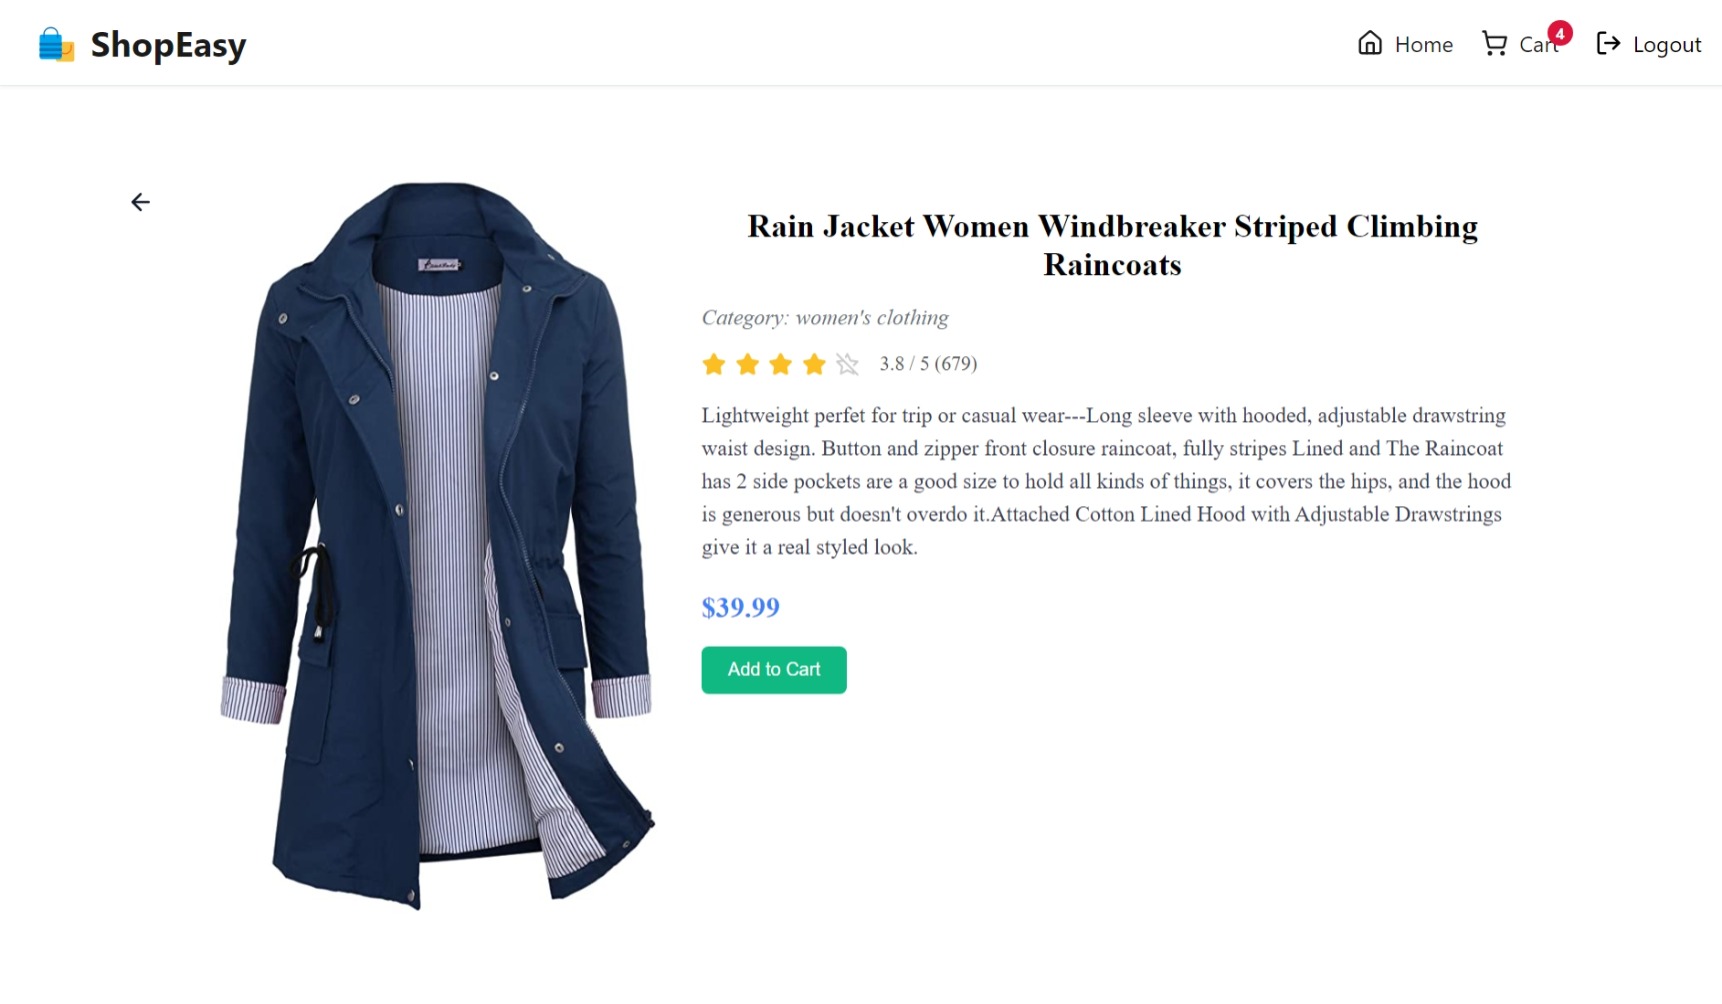 ShopEasy
Home
Cart
4
Logout
Rain Jacket Women Windbreaker Striped Climbing
Raincoats
Category: women's clothing
3.8 / 5 (679)
Lightweight perfet for trip or casual wear---Long sleeve with hooded, adjustable drawstring
waist design. Button and zipper front closure raincoat, fully stripes Lined and The Raincoat
has 2 side pockets are a good size to hold all kinds of things, it covers the hips, and the hood
is generous but doesn't overdo it.Attached Cotton Lined Hood with Adjustable Drawstrings
give it a real styled look.
$39.99
Add to Cart